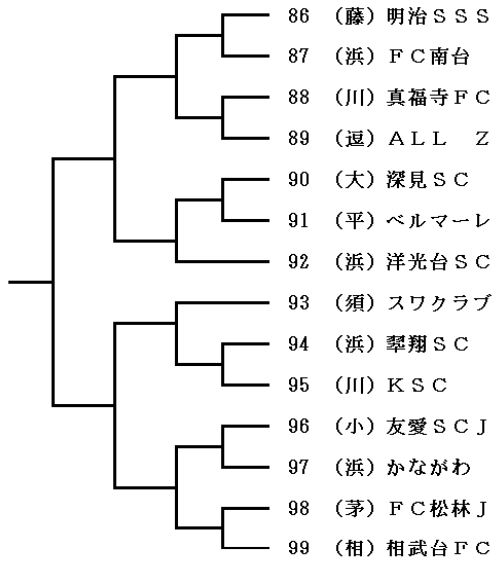 86 （藤）明治ＳＳＳ
87 （浜）ＦＣ南台
88 （川）真福寺ＦＣ
89 （逗）ＡＬＬ　Ｚ
90 （大）深見ＳＣ
91 （平）ベルマーレ
92 （浜）洋光台ＳＣ
93 （須）スワクラブ
94 （浜）翠翔ＳＣ
95 （川）ＫＳＣ
96 （小）友愛ＳＣＪ
97 （浜）かながわ
98 （茅）ＦＣ松林Ｊ
99 （相）相武台ＦＣ